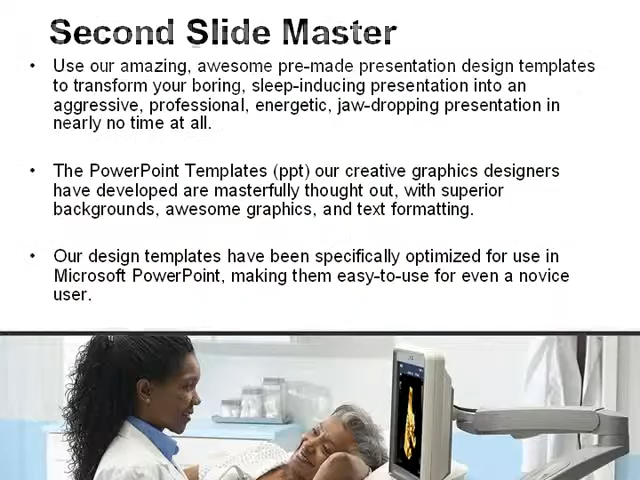 Second Slide Master
• Use our amazing, awesome pre-made presentation design templates
to transform your boring, sleep-inducing presentation into an
aggressive, professional, energetic, jaw-dropping presentation in
nearly no time at all.
• The PowerPoint Templates (ppt) our creative graphics designers
have developed are masterfully thought out, with superior
backgrounds, awesome graphics, and text formatting.
• Our design templates have been specifically optimized for use in
Microsoft PowerPoint, making them easy-to-use for even a novice
user.